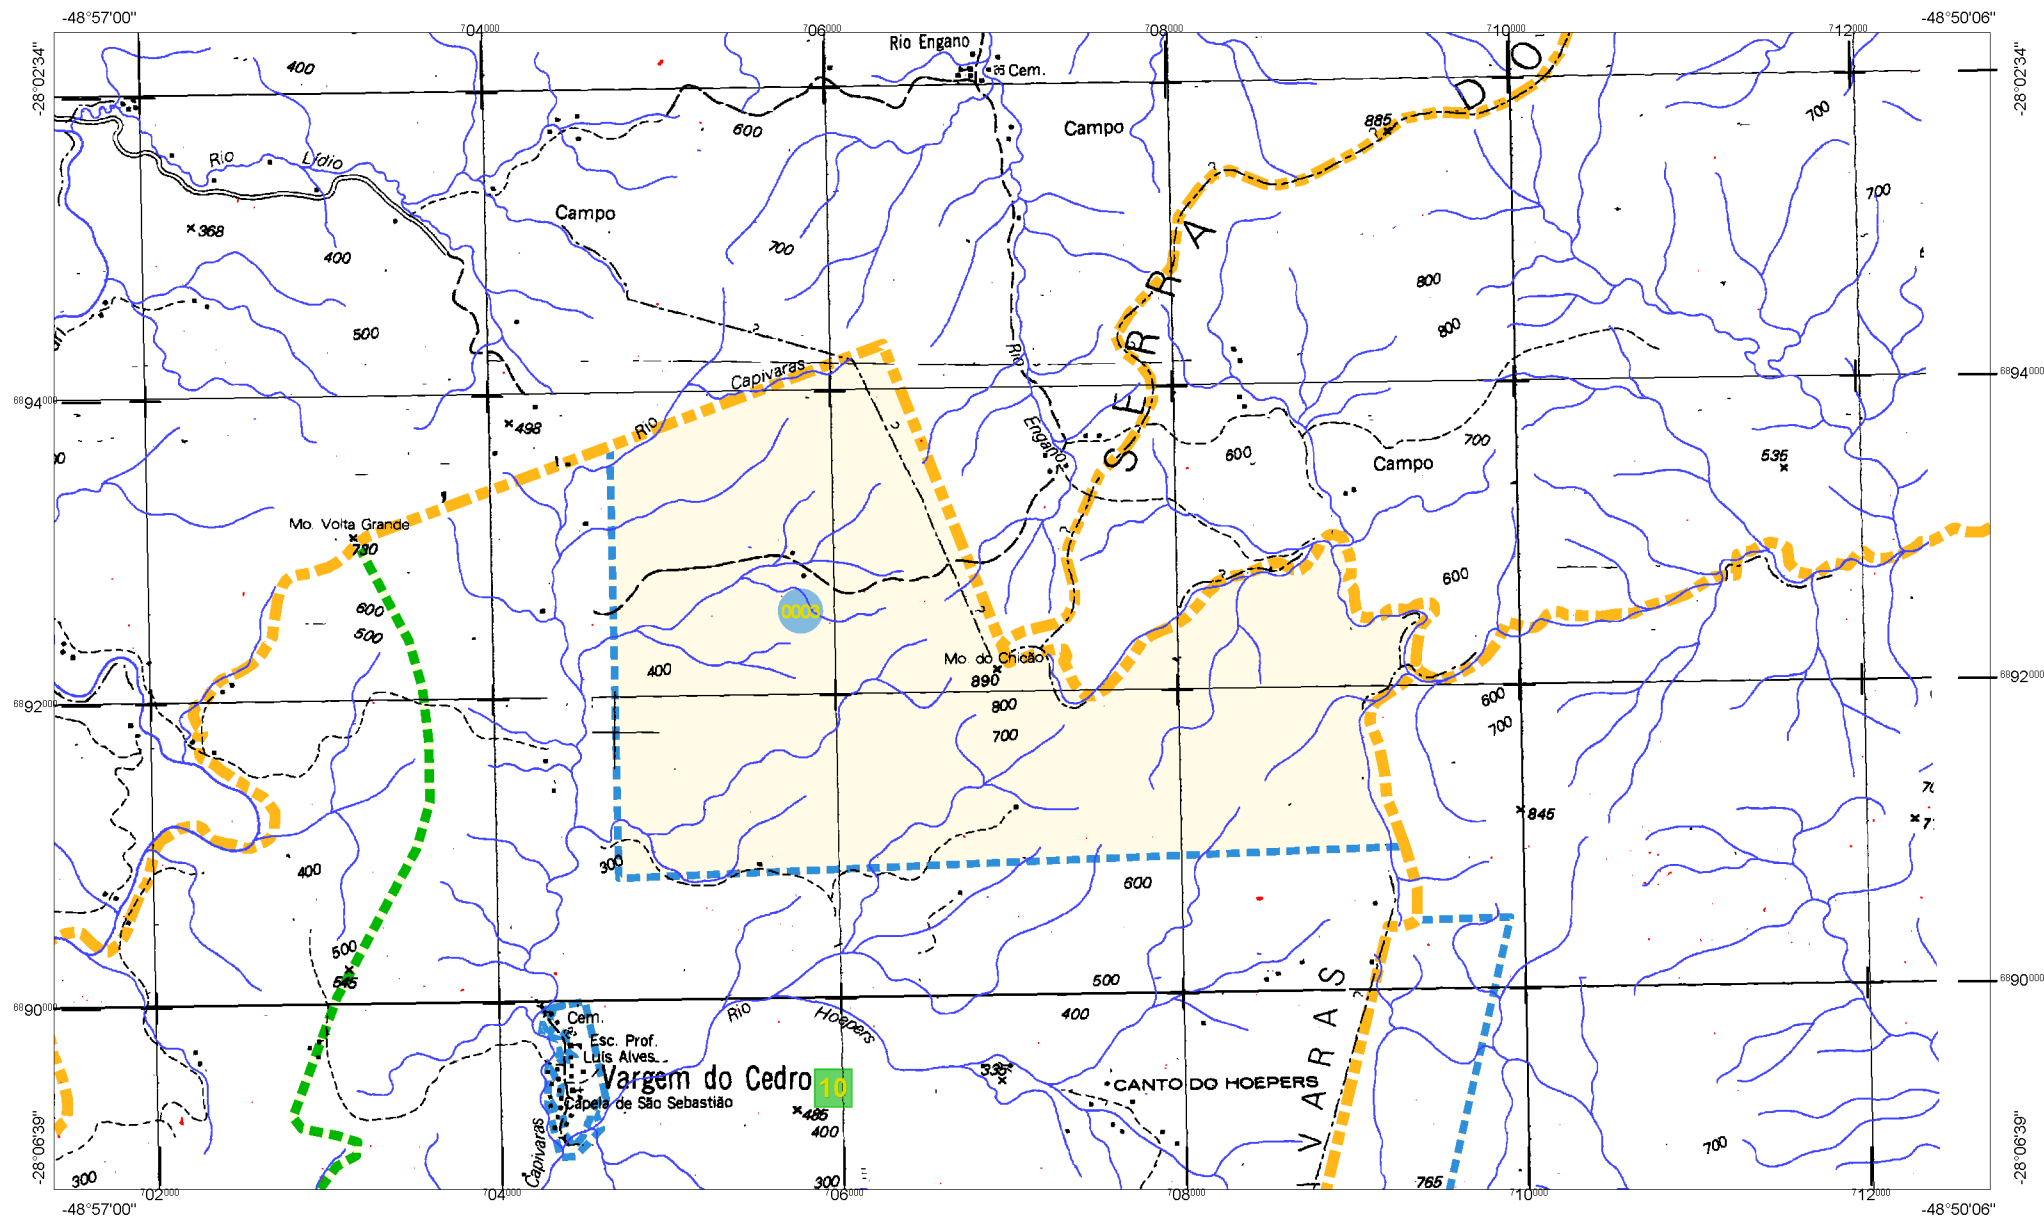 -48°57'00"
-48°50'06"
704000
706000
708000
710000
712000
-28°02'34"
-28°02'34"
Rio Engano
Cem.
400
600
Campo
885
700
D
O
Rio Lídio
700
368
400
Campo
700
A
R
R
E
S
800
800
500
Rio
Engano
Capivaras
Rio
6894000
6894000
498
600
700
Campo
535
Mo. Volta Grande
780
600
500
0003
400
600
Mo. do Chicão
890
800
700
6892000
6892000
600
700
845
300
400
600
500
545
500
400
6890000
6890000
Cem.
Esc. Prof.
Luís Alves
Vargem do Cedro
10
Capela de São Sebastião
485
400
Rio
Hoepers
335
CANTO DO HOEPERS
S
A
R
A
V
I
Capivaras
300
300
765
700
-28°06'39"
-28°06'39"
702000
704000
706000
708000
710000
712000
-48°57'00"
-48°50'06"